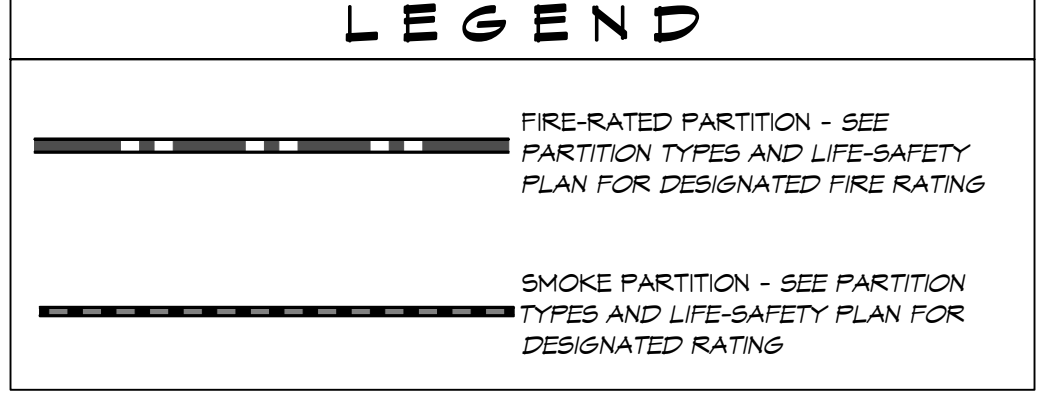 LEGEND
FIRE-RATED PARTITION - SEE
PARTITION TYPES AND LIFE-SAFETY
PLAN FOR DESIGNATED FIRE RATING
SMOKE PARTITION - SEE PARTITION
TYPES AND LIFE-SAFETY PLAN FOR
DESIGNATED RATING